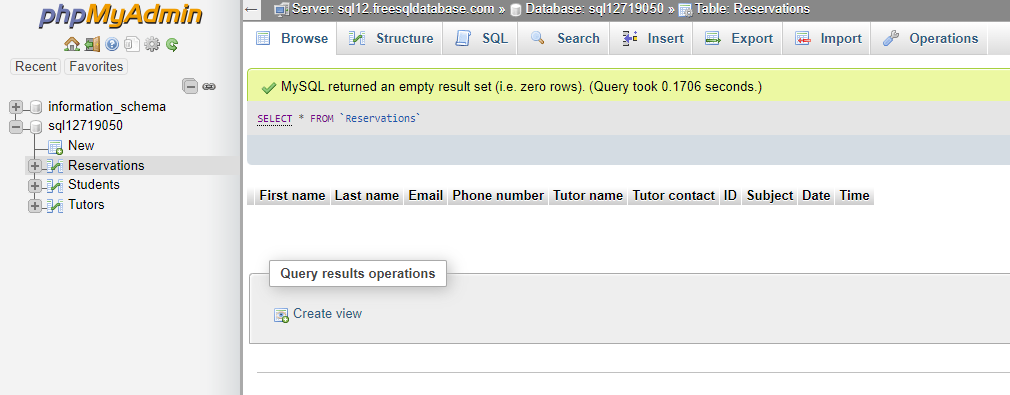 phpMyAdmin
Recent Favorites
information_schema
sql12719050
New
Reservations
Students
Tutors
Server: sql12.freesqldatabase.com » Database: sql12719050 » Table: Reservations
Browse Structure SQL Search Insert Export Import Operations
MySQL returned an empty result set (i.e. zero rows). (Query took 0.1706 seconds.)
SELECT * FROM `Reservations`
First name Last name Email Phone number Tutor name Tutor contact ID Subject Date Time
Query results operations
Create view